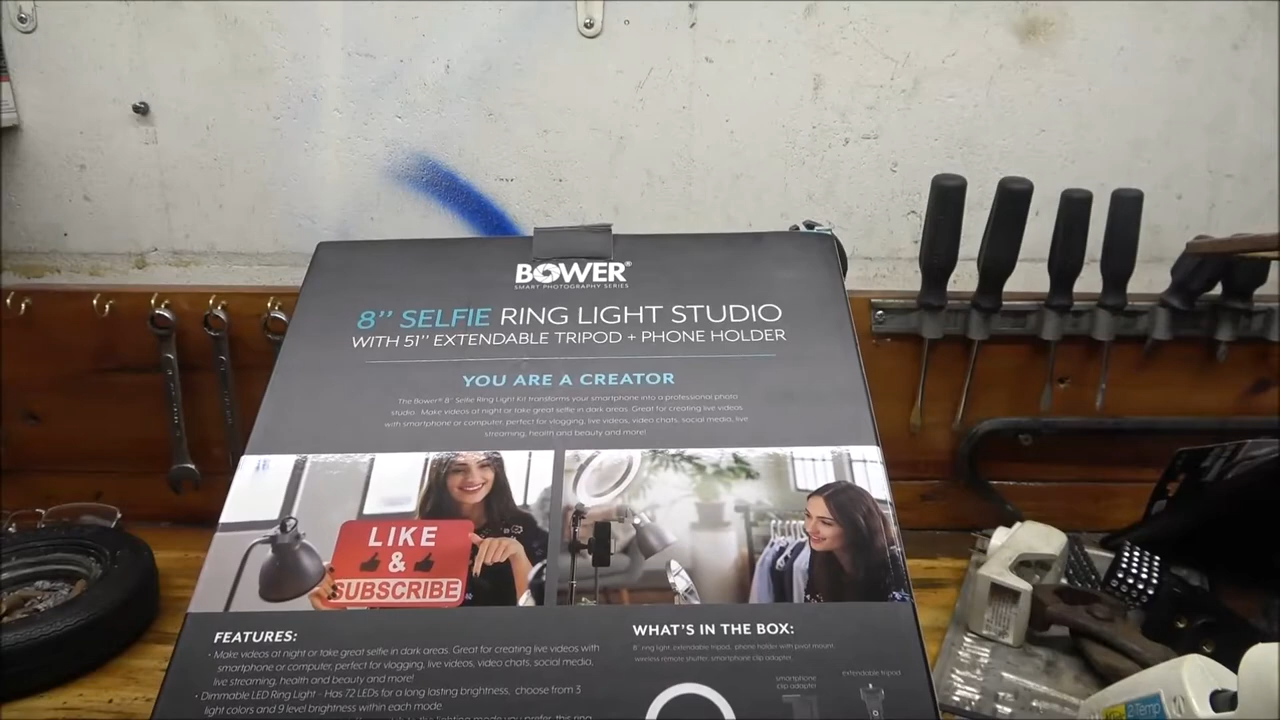 BOWER®
SMART PHOTOGRAPHY SERIES
8'' SELFIE RING LIGHT STUDIO
WITH 51'' EXTENDABLE TRIPOD + PHONE HOLDER
YOU ARE A CREATOR
The Bower® 8" Selfie Ring Light Kit transforms your smartphone into a professional photo
studio. Make videos at night or take great selfie in dark areas. Great for creating live videos
with smartphone or computer, perfect for vlogging, live videos, video chats, social media, live
streaming, health and beauty and more!
LIKE
&
SUBSCRIBE
FEATURES:
• Make videos at night or take great selfie in dark areas. Great for creating live videos with
smartphone or computer, perfect for vlogging, live videos, video chats, social media,
live streaming, health and beauty and more!
• Dimmable LED Ring Light - Has 72 LEDs for a long lasting brightness, choose from 3
light colors and 9 level brightness within each mode
WHAT'S IN THE BOX:
8" ring light, extendable tripod, phone holder with pivot mount,
wireless remote shutter, smartphone clip adapter
smartphone
clip adapter
extendable tripod
2 Temp